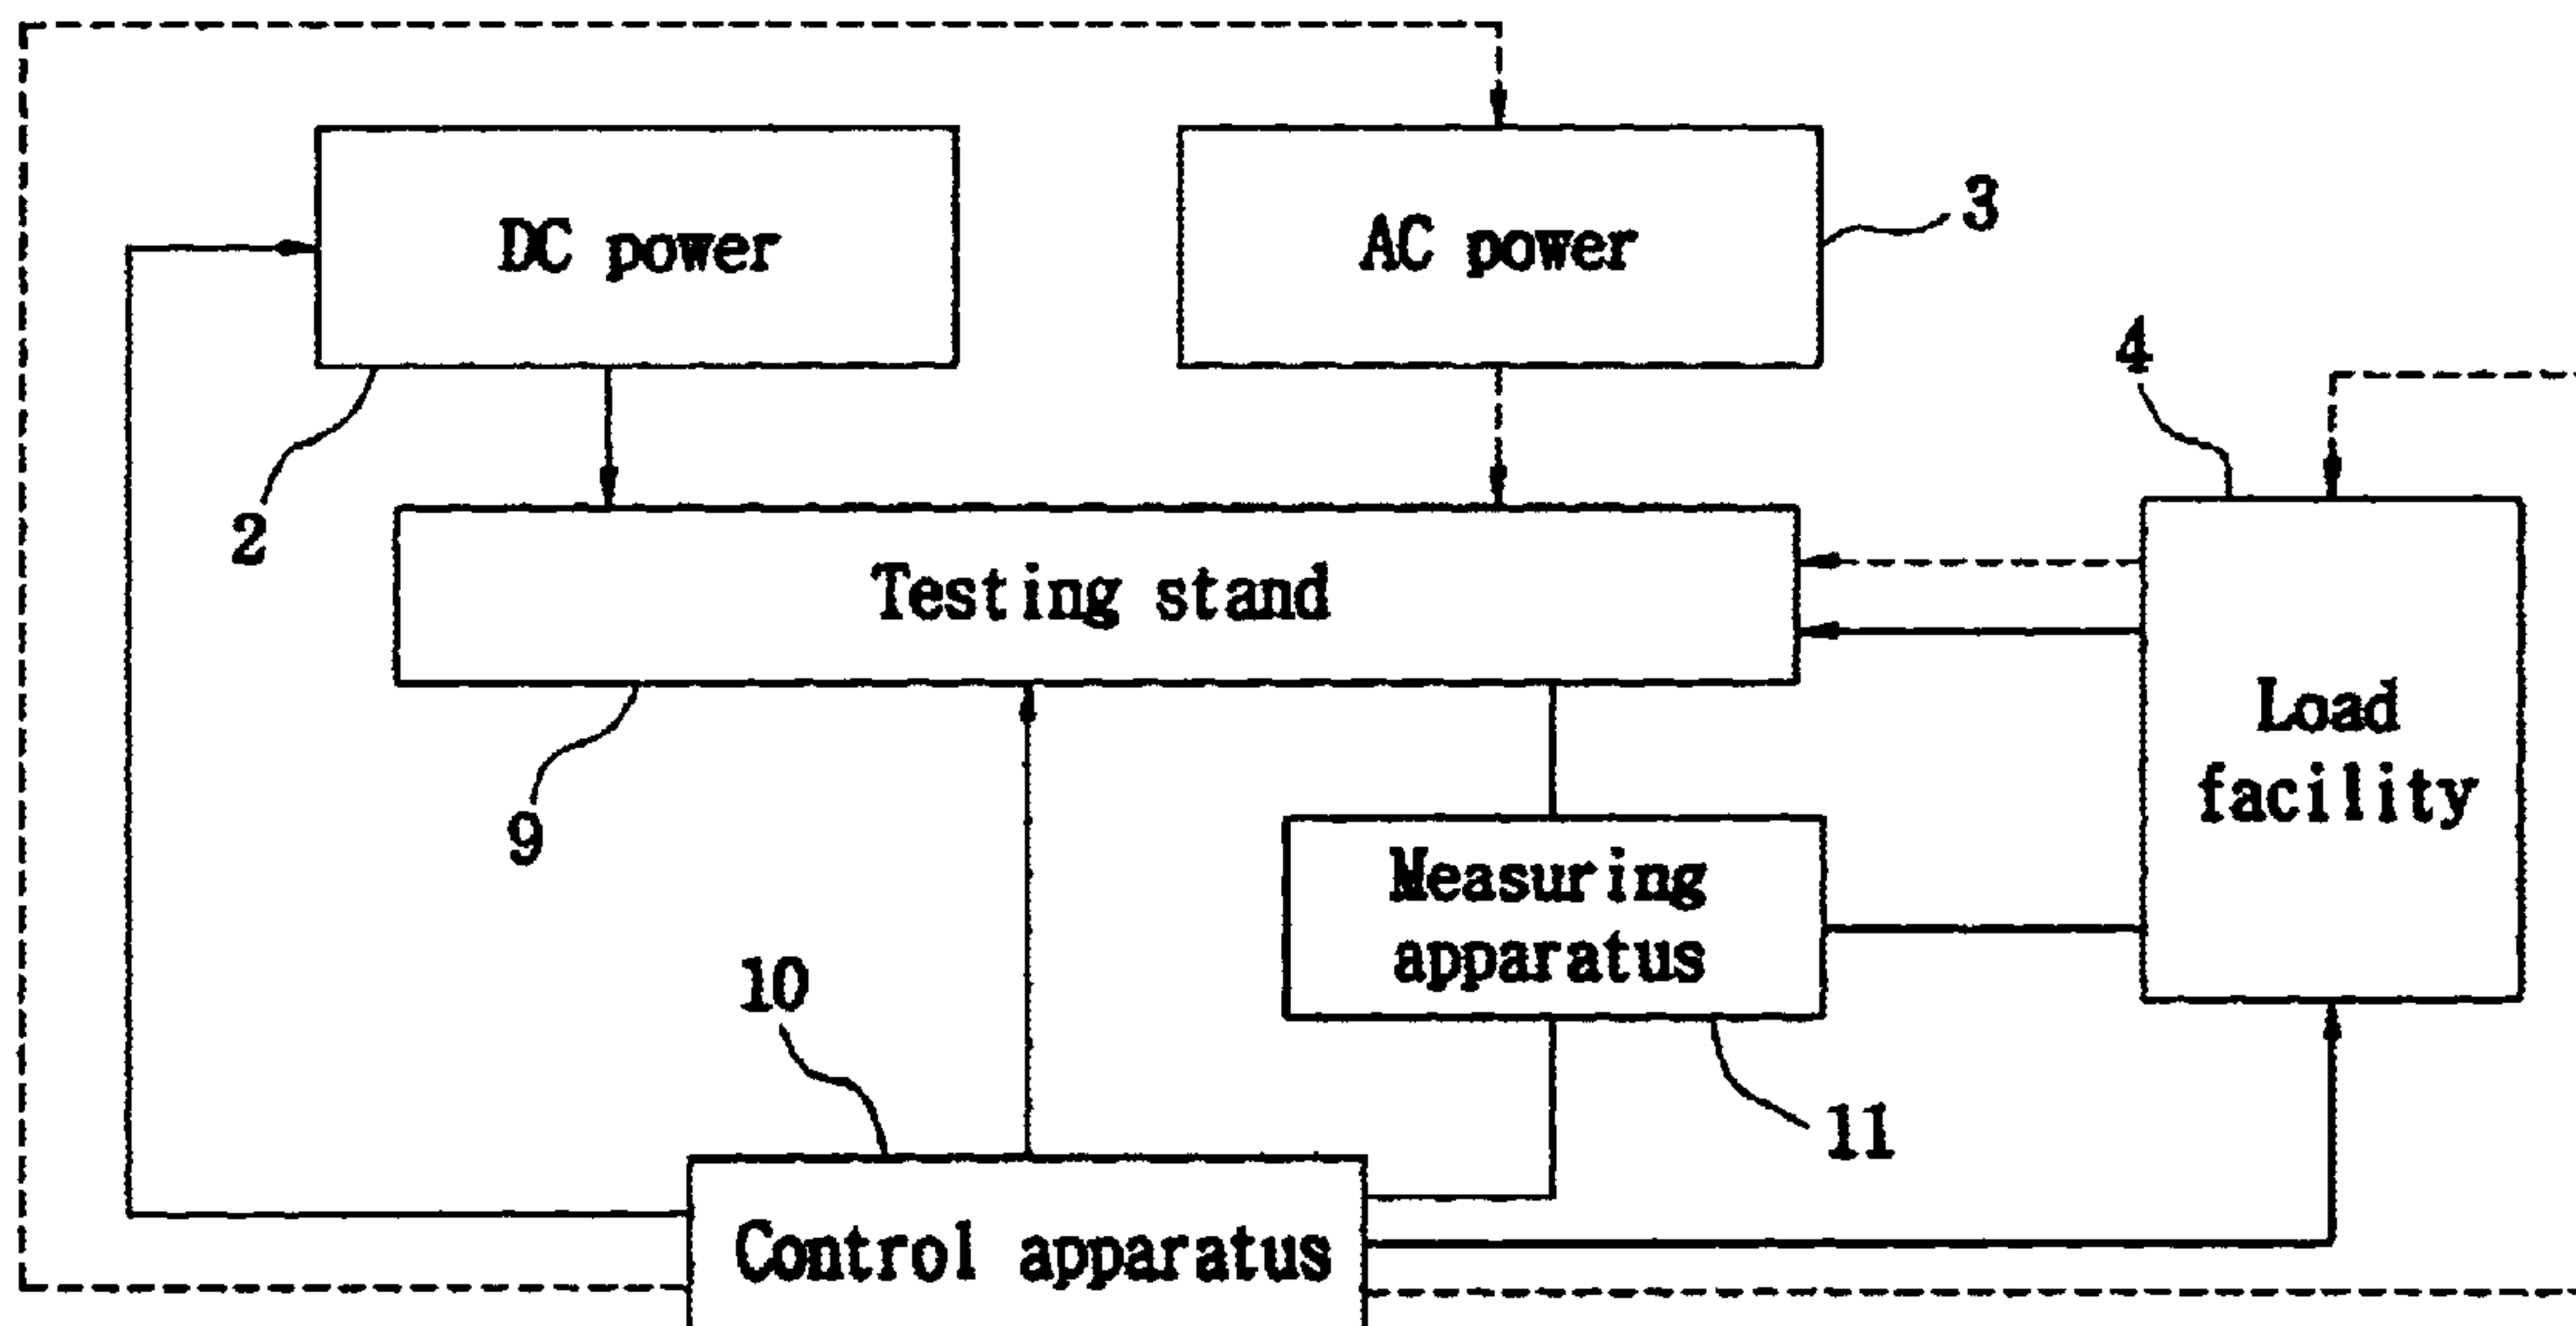 DC power
AC power
3
4
2
Testing stand
Load
facility
9
Measuring
apparatus
10
11
Control apparatus